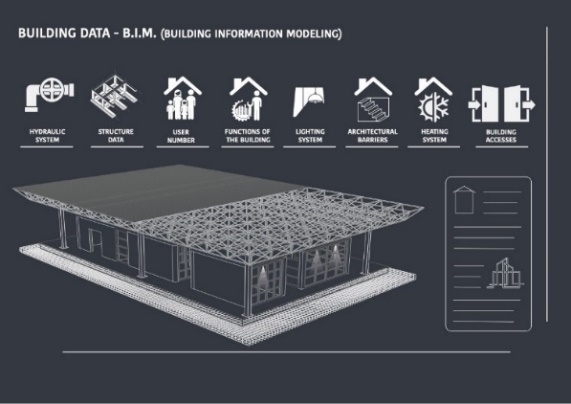 BUILDING DATA - B.I.M. (BUILDING INFORMATION MODELING)
HYDRAULIC
SYSTEM
STRUCTURE
DATA
USER
NUMBER
FUNCTIONS OF
THE BUILDING
LIGHTING
SYSTEM
ARCHITECTURAL
BARRIERS
HEATING
SYSTEM
BUILDING
ACCESSES